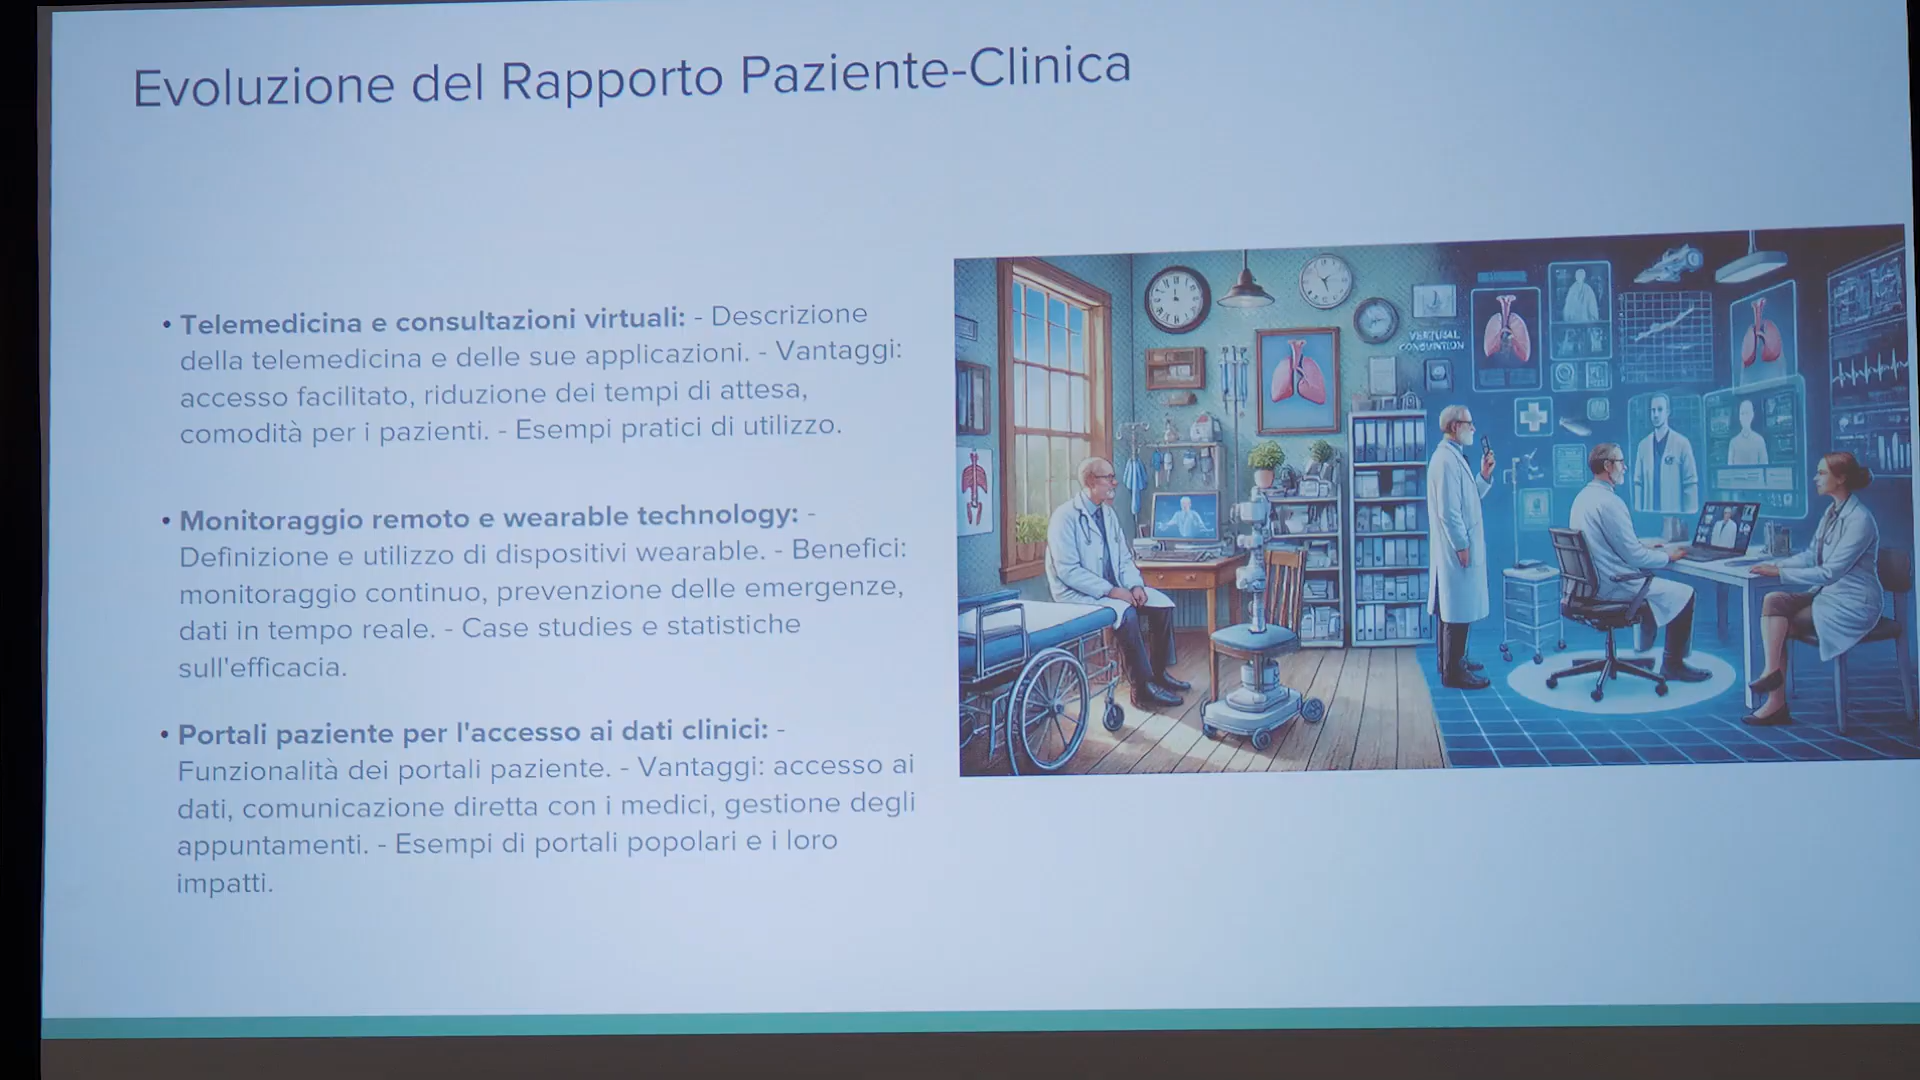 Evoluzione del Rapporto Paziente-Clinica
• Telemedicina e consultazioni virtuali: - Descrizione
della telemedicina e delle sue applicazioni. - Vantaggi:
accesso facilitato, riduzione dei tempi di attesa,
comodità per i pazienti. - Esempi pratici di utilizzo.
• Monitoraggio remoto e wearable technology: -
Definizione e utilizzo di dispositivi wearable. - Benefici:
monitoraggio continuo, prevenzione delle emergenze,
dati in tempo reale. - Case studies e statistiche
sull'efficacia.
• Portali paziente per l'accesso ai dati clinici: -
Funzionalità dei portali paziente. - Vantaggi: accesso ai
dati, comunicazione diretta con i medici, gestione degli
appuntamenti. - Esempi di portali popolari e i loro
impatti.